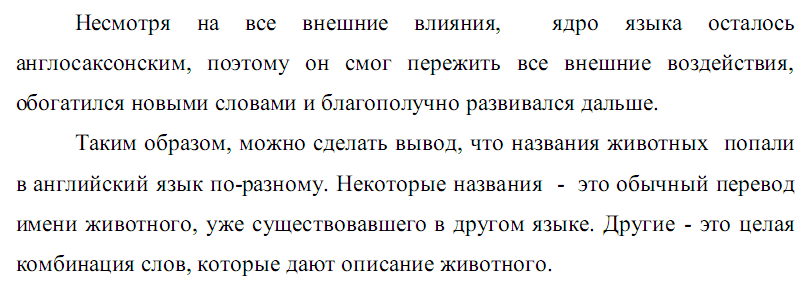 Несмотря на все внешние влияния, ядро языка осталось
англосаксонским, поэтому он смог пережить все внешние воздействия,
обогатился новыми словами и благополучно развивался дальше.
Таким образом, можно сделать вывод, что названия животных попали
в английский язык по-разному. Некоторые названия - это обычный перевод
имени животного, уже существовавшего в другом языке. Другие - это целая
комбинация слов, которые дают описание животного.